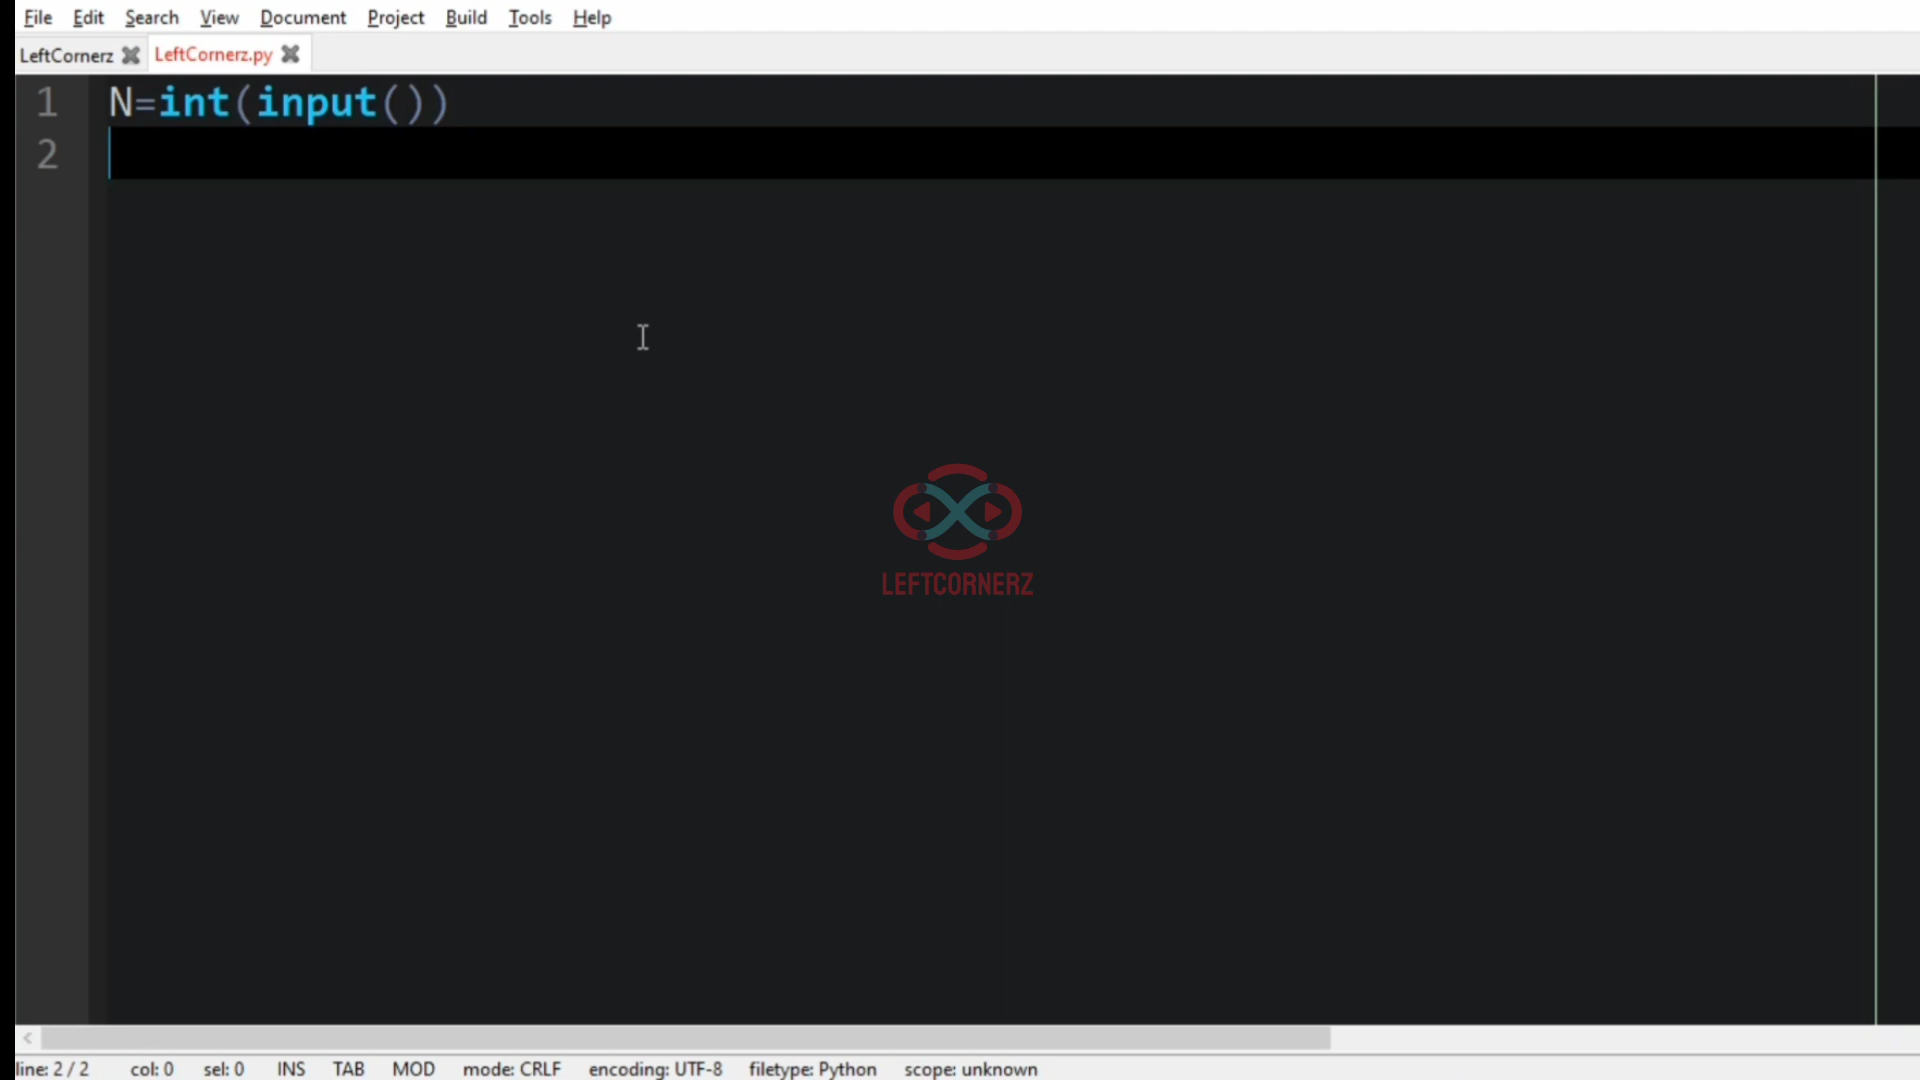 File Edit Search View Document Project Build Tools Help
LeftCornerz LeftCornerz.py
1 N=int(input())
2
LEFTCORNERZ
line: 2 / 2 col: 0 sel: 0 INS TAB MOD mode: CRLF encoding: UTF-8 filetype: Python scope: unknown